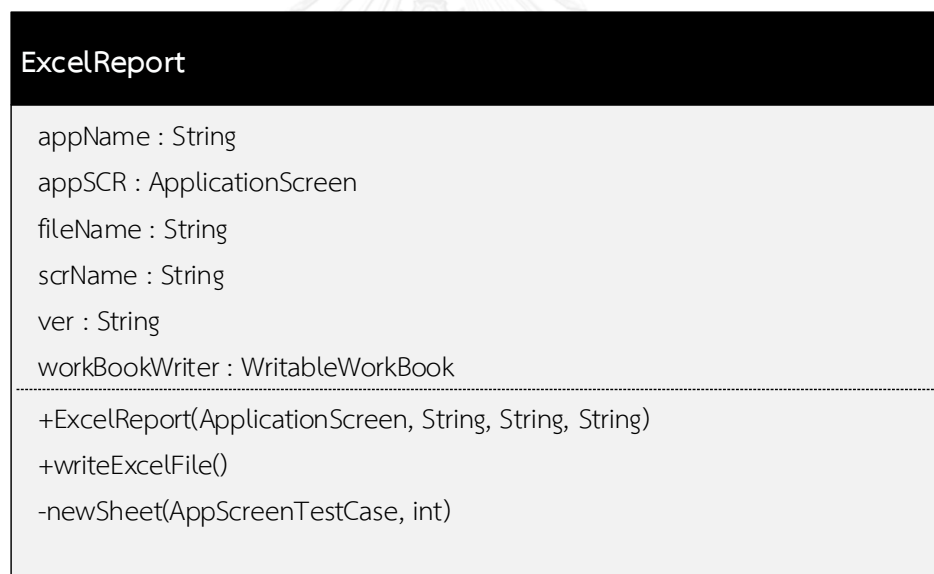 ExcelReport
appName : String
appSCR : ApplicationScreen
fileName : String
scrName : String
ver : String
workBookWriter : WritableWorkBook
+ExcelReport(ApplicationScreen, String, String, String)
+writeExcelFile()
-newSheet(AppScreenTestCase, int)